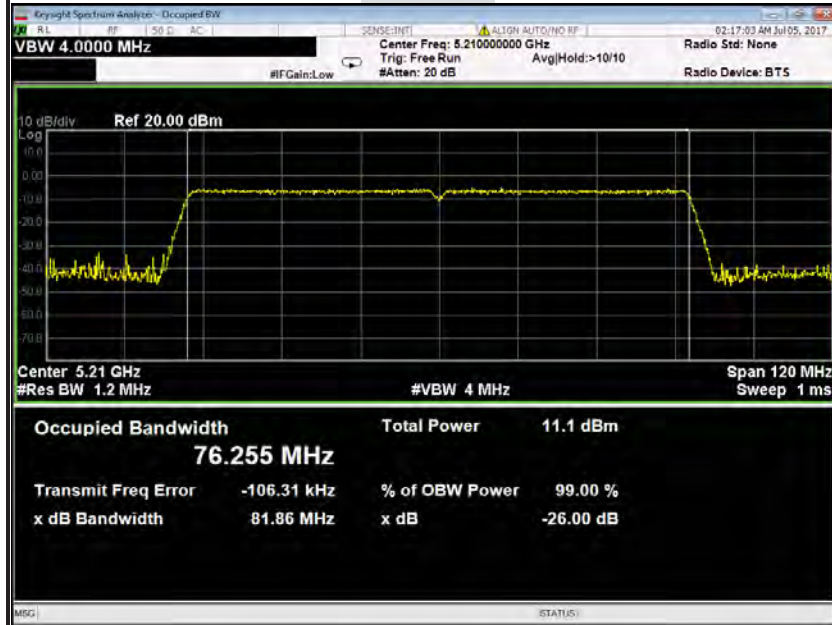 Keysight Spectrum Analyzer - Occupied BW
RL RF 50 Ω AC SENSE:INT ALIGN AUTO/NO RF 02:17:03 AM Jul 05, 2017
VBW 4.0000 MHz Center Freq: 5.210000000 GHz Radio Std: None
Trig: Free Run Avg|Hold:>10/10
#IFGain:Low #Atten: 20 dB Radio Device: BTS
10 dB/div Ref 20.00 dBm
Log
10.0
0.00
-10.0
-20.0
-30.0
-40.0
-50.0
-60.0
-70.0
Center 5.21 GHz Span 120 MHz
#Res BW 1.2 MHz #VBW 4 MHz Sweep 1 ms
Occupied Bandwidth Total Power 11.1 dBm
76.255 MHz
Transmit Freq Error -106.31 kHz % of OBW Power 99.00 %
x dB Bandwidth 81.86 MHz x dB -26.00 dB
MSG STATUS